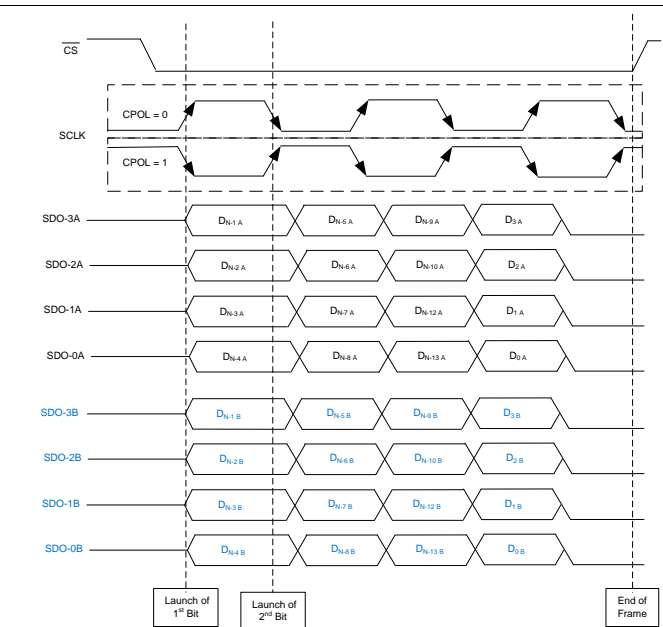 CS
CPOL = 0
SCLK
CPOL = 1
SDO-3A DN-1 A DN-5 A DN-9 A D3 A
SDO-2A DN-2 A DN-6 A DN-10 A D2 A
SDO-1A DN-3 A DN-7 A DN-12 A D1 A
SDO-0A DN-4 A DN-8 A DN-13 A D0 A
SDO-3B DN-1 B DN-5 B DN-9 B D3 B
SDO-2B DN-2 B DN-6 B DN-10 B D2 B
SDO-1B DN-3 B DN-7 B DN-12 B D1 B
SDO-0B DN-4 B DN-8 B DN-13 B D0 B
Launch of
1st Bit
Launch of
2nd Bit
End of
Frame